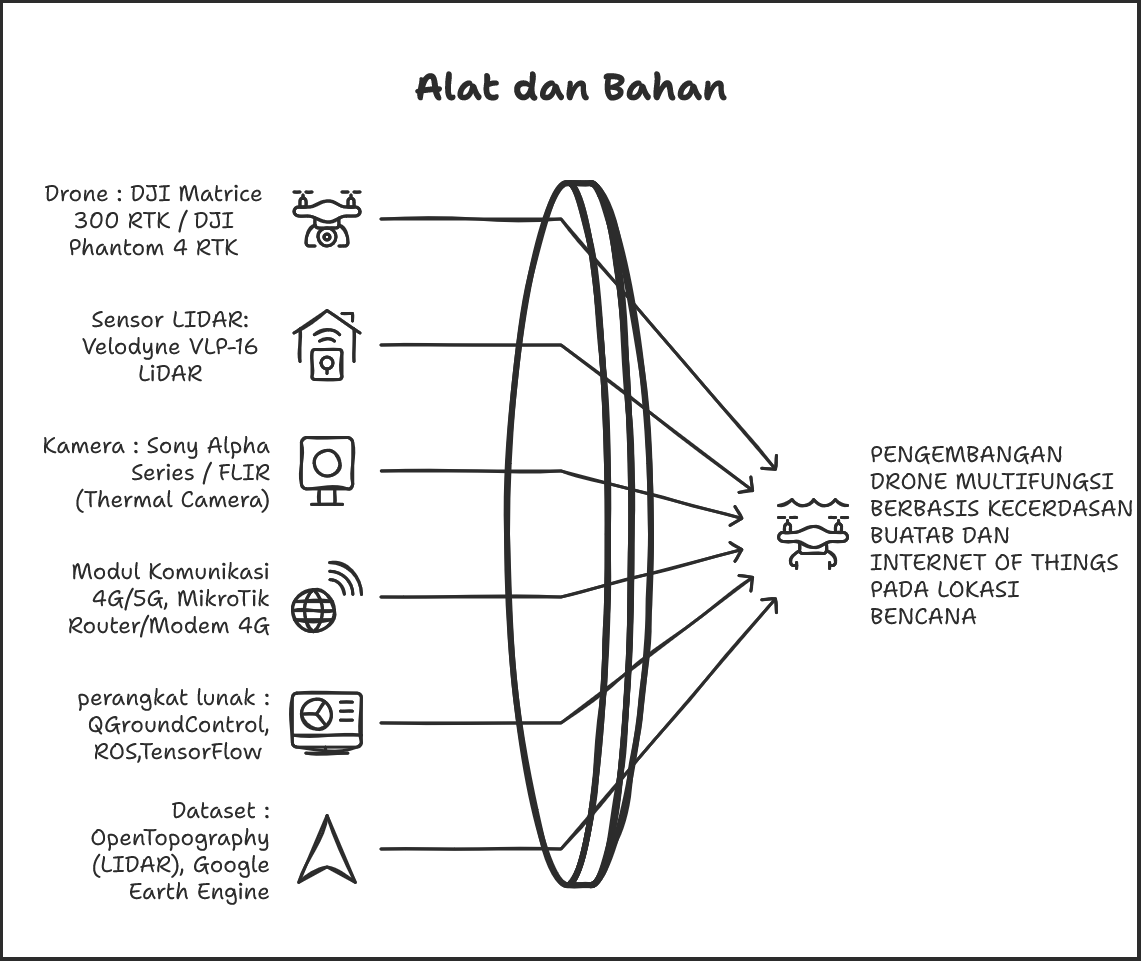 Alat dan Bahan
Drone : DJI Matrice
300 RTK / DJI
Phantom 4 RTK
Sensor LIDAR:
Velodyne VLP-16
LiDAR
Kamera : Sony Alpha
Series / FLIR
(Thermal Camera)
Modul Komunikasi
4G/5G, MikroTik
Router/Modem 4G
perangkat lunak :
QGroundControl,
ROS,TensorFlow
Dataset :
OpenTopography
(LIDAR), Google
Earth Engine
PENGEMBANGAN
DRONE MULTIFUNGSI
BERBASIS KECERDASAN
BUATAB DAN
INTERNET OF THINGS
PADA LOKASI
BENCANA